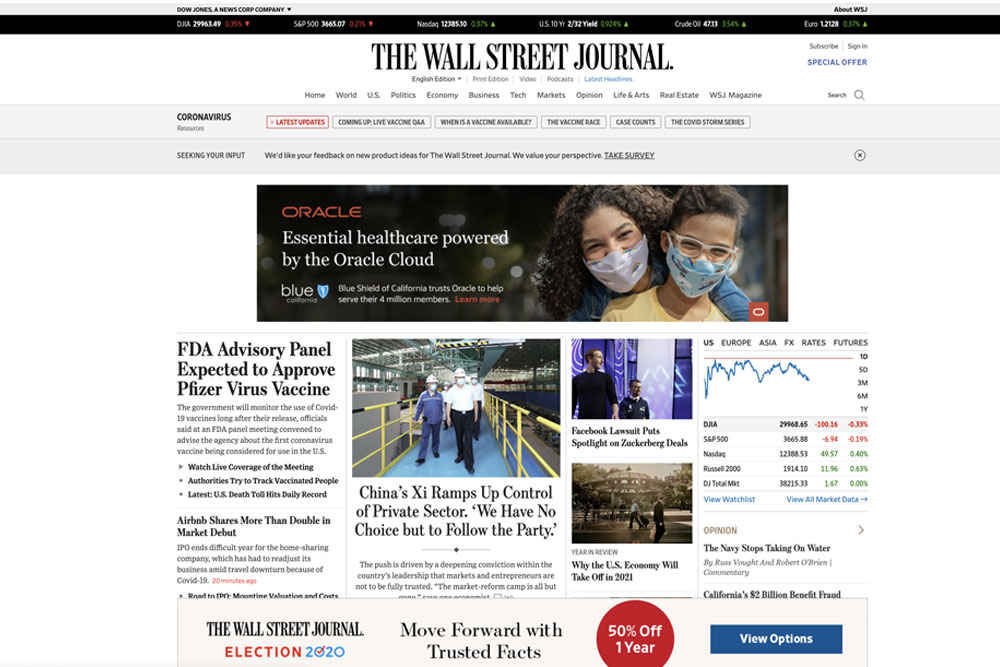 DOW JONES, A NEWS CORP COMPANY ▼
About WSJ
DJIA 29963.49 0.35% ▼
S&P 500 3665.07 0.21% ▼
Nasdaq 12385.10 0.37% ▲
U.S. 10 Yr 2/32 Yield 0.924% ▲
Crude Oil 47.13 3.54% ▲
Euro 1.2128 0.37% ▲
THE WALL STREET JOURNAL.
Subscribe | Sign In
SPECIAL OFFER
English Edition ▼ | Print Edition | Video | Podcasts | Latest Headlines
Home World U.S. Politics Economy Business Tech Markets Opinion Life & Arts Real Estate WSJ. Magazine
Search
CORONAVIRUS
Resources
LATEST UPDATES
COMING UP: LIVE VACCINE Q&A
WHEN IS A VACCINE AVAILABLE?
THE VACCINE RACE
CASE COUNTS
THE COVID STORM SERIES
SEEKING YOUR INPUT
We'd like your feedback on new product ideas for The Wall Street Journal. We value your perspective. TAKE SURVEY
ORACLE
Essential healthcare powered
by the Oracle Cloud
blue
california
Blue Shield of California trusts Oracle to help
serve their 4 million members. Learn more
FDA Advisory Panel
Expected to Approve
Pfizer Virus Vaccine
The government will monitor the use of Covid-
19 vaccines long after their release, officials
said at an FDA panel meeting convened to
advise the agency about the first coronavirus
vaccine being considered for use in the U.S.
Watch Live Coverage of the Meeting
Authorities Try to Track Vaccinated People
Latest: U.S. Death Toll Hits Daily Record
Airbnb Shares More Than Double in
Market Debut
IPO ends difficult year for the home-sharing
company, which has had to readjust its
business amid travel downturn because of
Covid-19. 20 minutes ago
Road to IPO: Mounting Valuation and Costs
China's Xi Ramps Up Control
of Private Sector. 'We Have No
Choice but to Follow the Party.'
The push is driven by a deepening conviction within the
country's leadership that markets and entrepreneurs are
not to be fully trusted. "The market-reform camp is all but
gone," says one economist.
Facebook Lawsuit Puts
Spotlight on Zuckerberg Deals
YEAR IN REVIEW
Why the U.S. Economy Will
Take Off in 2021
US EUROPE ASIA FX RATES FUTURES
1D
5D
3M
6M
1Y
DJIA 29968.65 -100.16 -0.33%
S&P 500 3665.88 -6.94 -0.19%
Nasdaq 12388.53 49.57 0.40%
Russell 2000 1914.10 11.96 0.63%
DJ Total Mkt 38215.33 1.67 0.00%
View Watchlist
View All Market Data →
OPINION
The Navy Stops Taking On Water
By Russ Vought And Robert O'Brien |
Commentary
California's $2 Billion Benefit Fraud
THE WALL STREET JOURNAL.
ELECTION 2020
Move Forward with
Trusted Facts
50% Off
1 Year
View Options